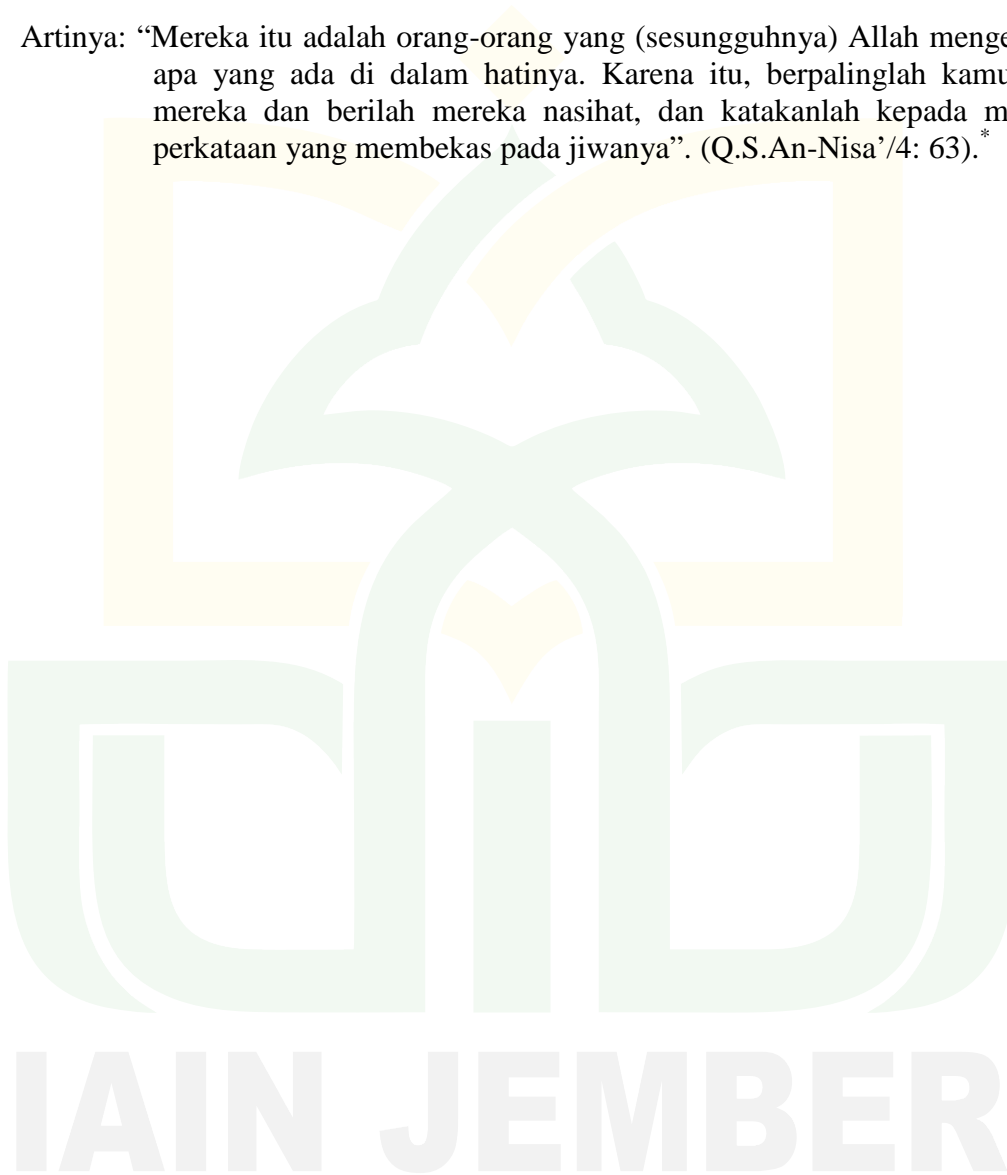 Artinya: “Mereka itu adalah orang-orang yang (sesungguhnya) Allah
apa yang ada di dalam hatinya. Karena itu, berpalinglah kamu
mereka dan berilah mereka nasihat, dan katakanlah kepada
perkataan yang membekas pada jiwanya”. (Q.S.An-Nisa’/4: 63).*
IAIN JEMBER